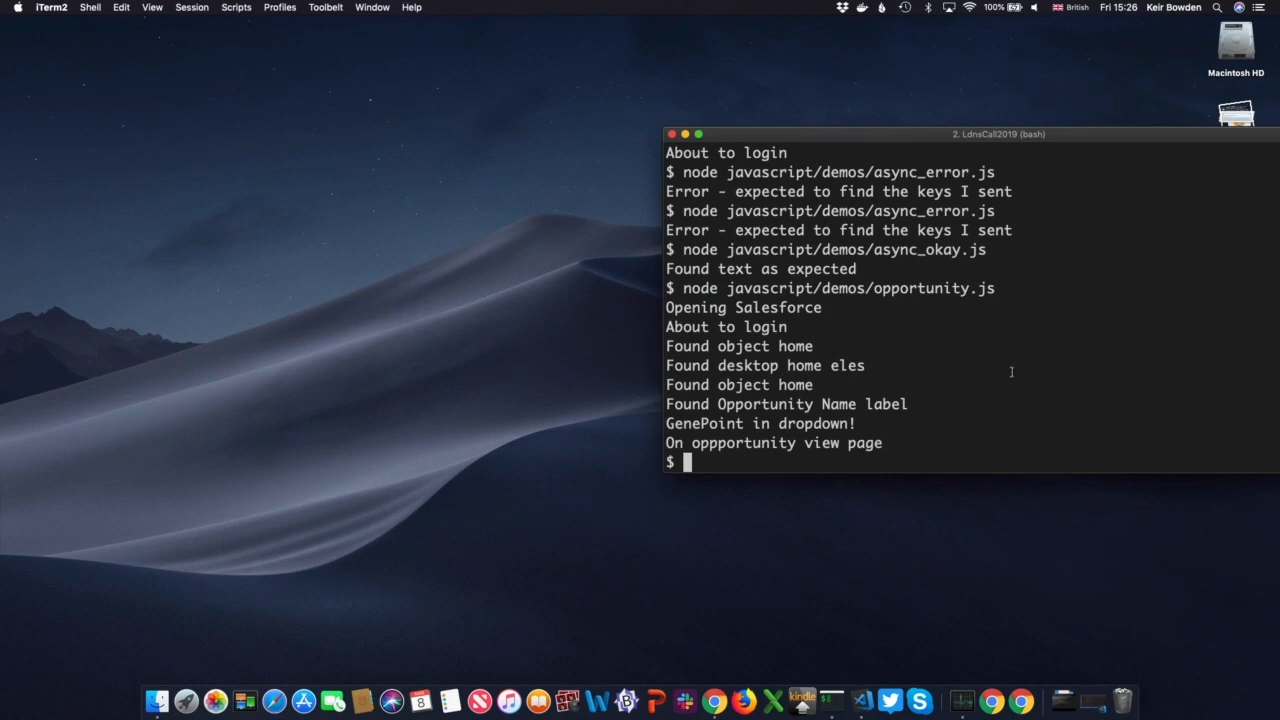 iTerm2 Shell Edit View Session Scripts Profiles Toolbelt Window Help 100% British Fri 15:26 Keir Bowden
Macintosh HD
2. LdnsCall2019 (bash)
About to login
$ node javascript/demos/async_error.js
Error - expected to find the keys I sent
$ node javascript/demos/async_error.js
Error - expected to find the keys I sent
$ node javascript/demos/async_okay.js
Found text as expected
$ node javascript/demos/opportunity.js
Opening Salesforce
About to login
Found object home
Found desktop home eles
Found object home
Found Opportunity Name label
GenePoint in dropdown!
On oppportunity view page
$
8
kindle